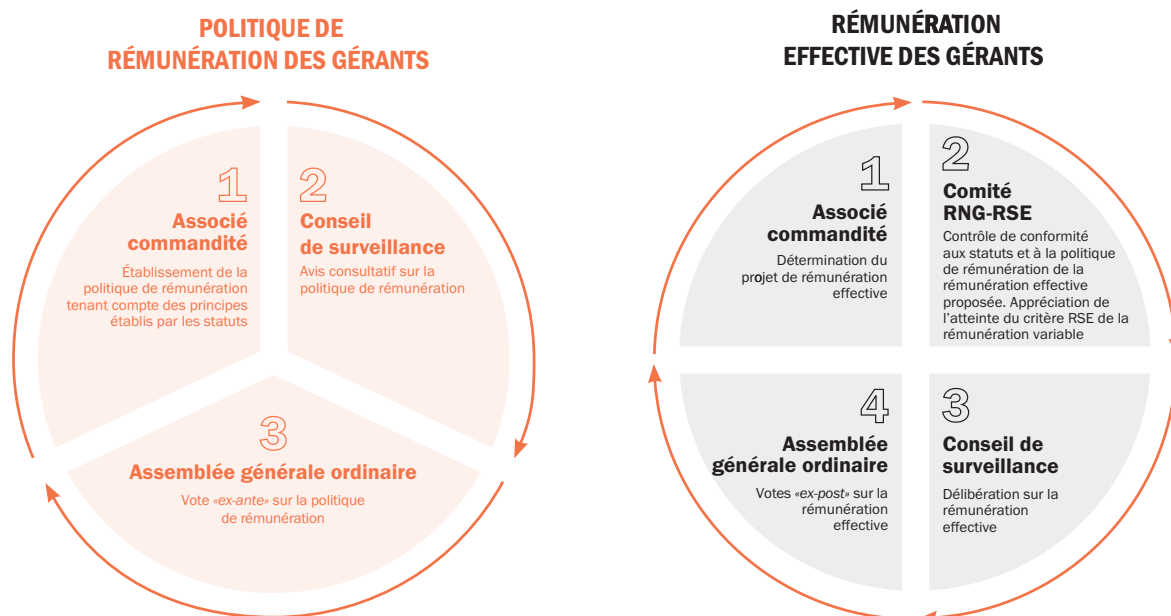 POLITIQUE DE
RÉMUNÉRATION DES GÉRANTS
1
Associé
commandité
Établissement de la
politique de rémunération
tenant compte des principes
établis par les statuts
2
Conseil
de surveillance
Avis consultatif sur la
politique de rémunération
3
Assemblée générale ordinaire
Vote «ex-ante» sur la politique
de rémunération
RÉMUNÉRATION
EFFECTIVE DES GÉRANTS
1
Associé
commandité
Détermination du
projet de rémunération
effective
2
Comité
RNG-RSE
Contrôle de conformité
aux statuts et à la politique
de rémunération de la
rémunération effective
proposée. Appréciation de
l’atteinte du critère RSE de la
rémunération variable
3
Conseil de
surveillance
Délibération sur la
rémunération
effective
4
Assemblée
générale ordinaire
Votes «ex-post» sur la
rémunération
effective